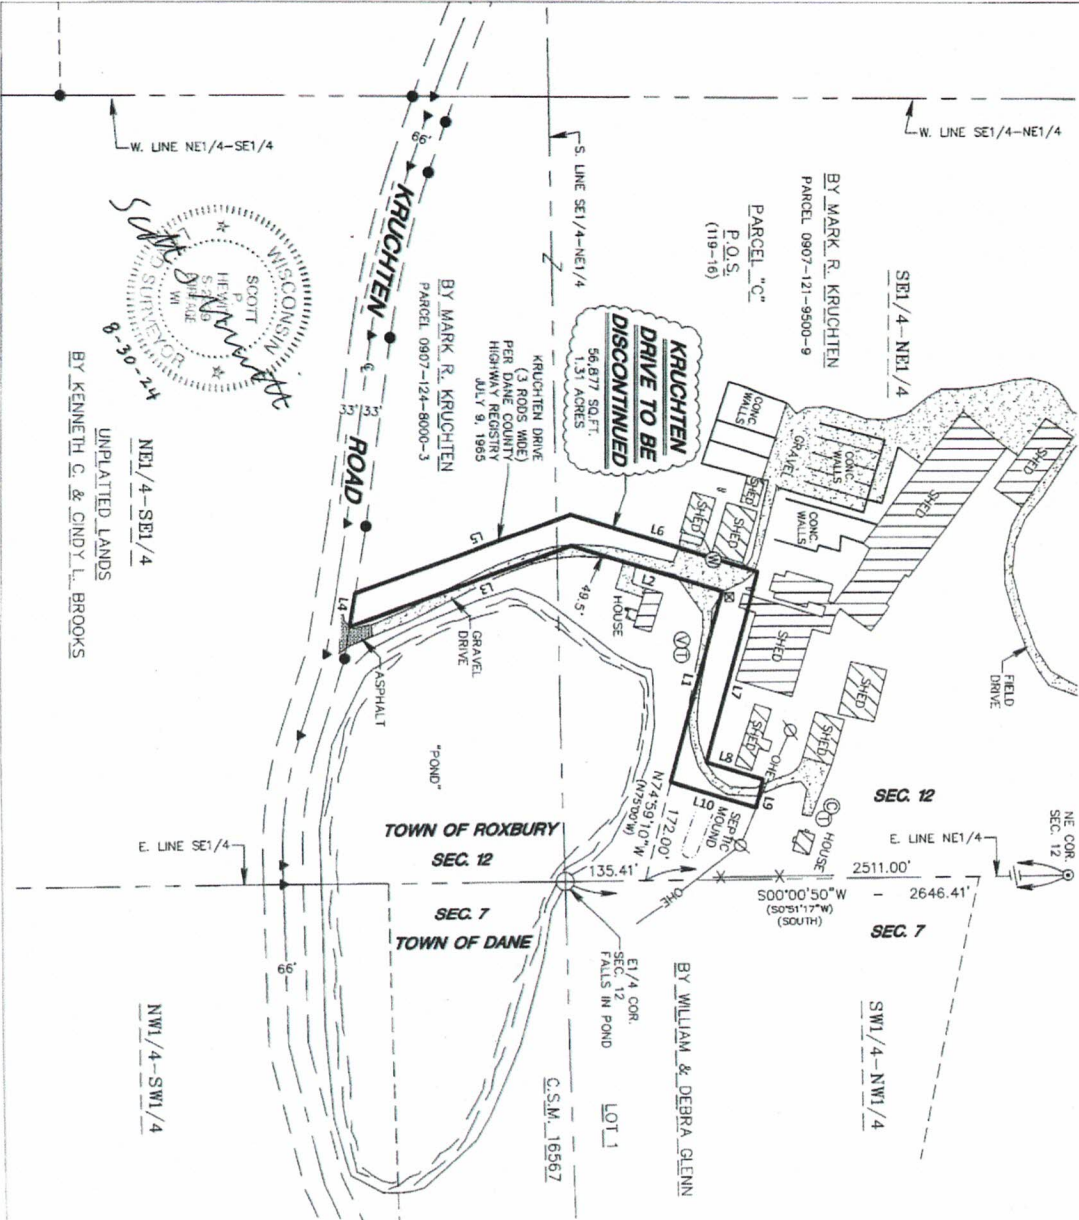 W. LINE NE1/4-SE1/4
W. LINE SE1/4-NE1/4
S. LINE SE1/4-NE1/4
66'
KRUCHTEN
ROAD
33' 33'
BY MARK R. KRUCHTEN
PARCEL 0907-121-9500-9
PARCEL "C"
P.O.S.
(119-16)
SE1/4-NE1/4
BY MARK R. KRUCHTEN
PARCEL 0907-124-8000-3
KRUCHTEN
DRIVE TO BE
DISCONTINUED
56,877 SQ.FT.
1.31 ACRES
KRUCHTEN DRIVE
(3 RODS WIDE)
PER DANE COUNTY
HIGHWAY REGISTRY
JULY 9, 1965
WISCONSIN
SCOTT
P.
WI
SURVEYOR
8-30-24
NE1/4-SE1/4
UNPLATTED LANDS
BY KENNETH C. & CINDY L. BROOKS
CONC.
WALLS
GRAVEL
CONC.
WALLS
CONC.
WALLS
SHED
SHED
SHED
SHED
SHED
SHED
SHED
SHED
SHED
FIELD
DRIVE
W
L6
L5
L2
L3
L4
L1
L7
L8
L9
L10
49.5'
HOUSE
VT
GRAVEL
DRIVE
ASPHALT
"POND"
OHE
SEPTIC
MOUND
CT
HOUSE
N74°59'10"W
(N75°00'W)
172.00'
135.41'
OHE
SEC. 12
NE COR.
SEC. 12
E. LINE NE1/4
2511.00'
S00°00'50"W - 2646.41'
(S0°51'17"W)
(SOUTH)
SEC. 7
TOWN OF ROXBURY
SEC. 12
E. LINE SE1/4
SEC. 7
TOWN OF DANE
E1/4 COR.
SEC. 12
FALLS IN POND
66'
BY WILLIAM & DEBRA GLENN
LOT 1
C.S.M. 16567
SW1/4-NW1/4
NW1/4-SW1/4